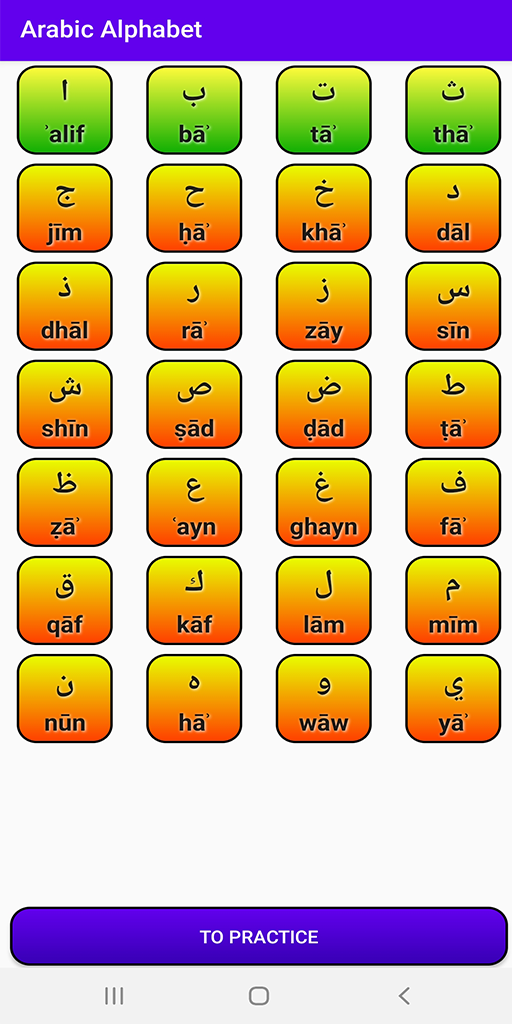 Arabic Alphabet
ا ب ت ث
ʾalif bāʾ tāʾ thāʾ
ج ح خ د
jīm ḥāʾ khāʾ dāl
ذ ر ز س
dhāl rāʾ zāy sīn
ش ص ض ط
shīn ṣād ḍād ṭāʾ
ظ ع غ ف
ẓāʾ ʿayn ghayn fāʾ
ق ك ل م
qāf kāf lām mīm
ن ه و ي
nūn hāʾ wāw yāʾ
TO PRACTICE